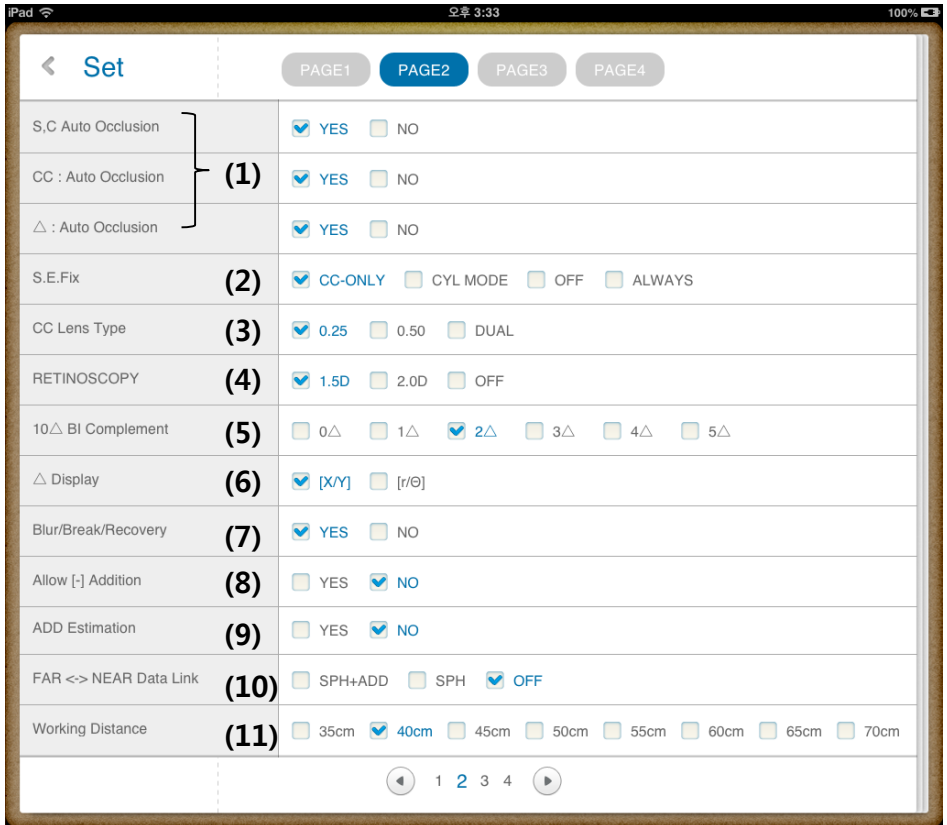 iPad 오후 3:33 100%
Set PAGE1 PAGE2 PAGE3 PAGE4
S,C Auto Occlusion YES NO
CC : Auto Occlusion (1) YES NO
△ : Auto Occlusion YES NO
S.E.Fix (2) CC-ONLY CYL MODE OFF ALWAYS
CC Lens Type (3) 0.25 0.50 DUAL
RETINOSCOPY (4) 1.5D 2.0D OFF
10△ BI Complement (5) 0△ 1△ 2△ 3△ 4△ 5△
△ Display (6) [X/Y] [r/Θ]
Blur/Break/Recovery (7) YES NO
Allow [-] Addition (8) YES NO
ADD Estimation (9) YES NO
FAR <-> NEAR Data Link (10) SPH+ADD SPH OFF
Working Distance (11) 35cm 40cm 45cm 50cm 55cm 60cm 65cm 70cm
1 2 3 4